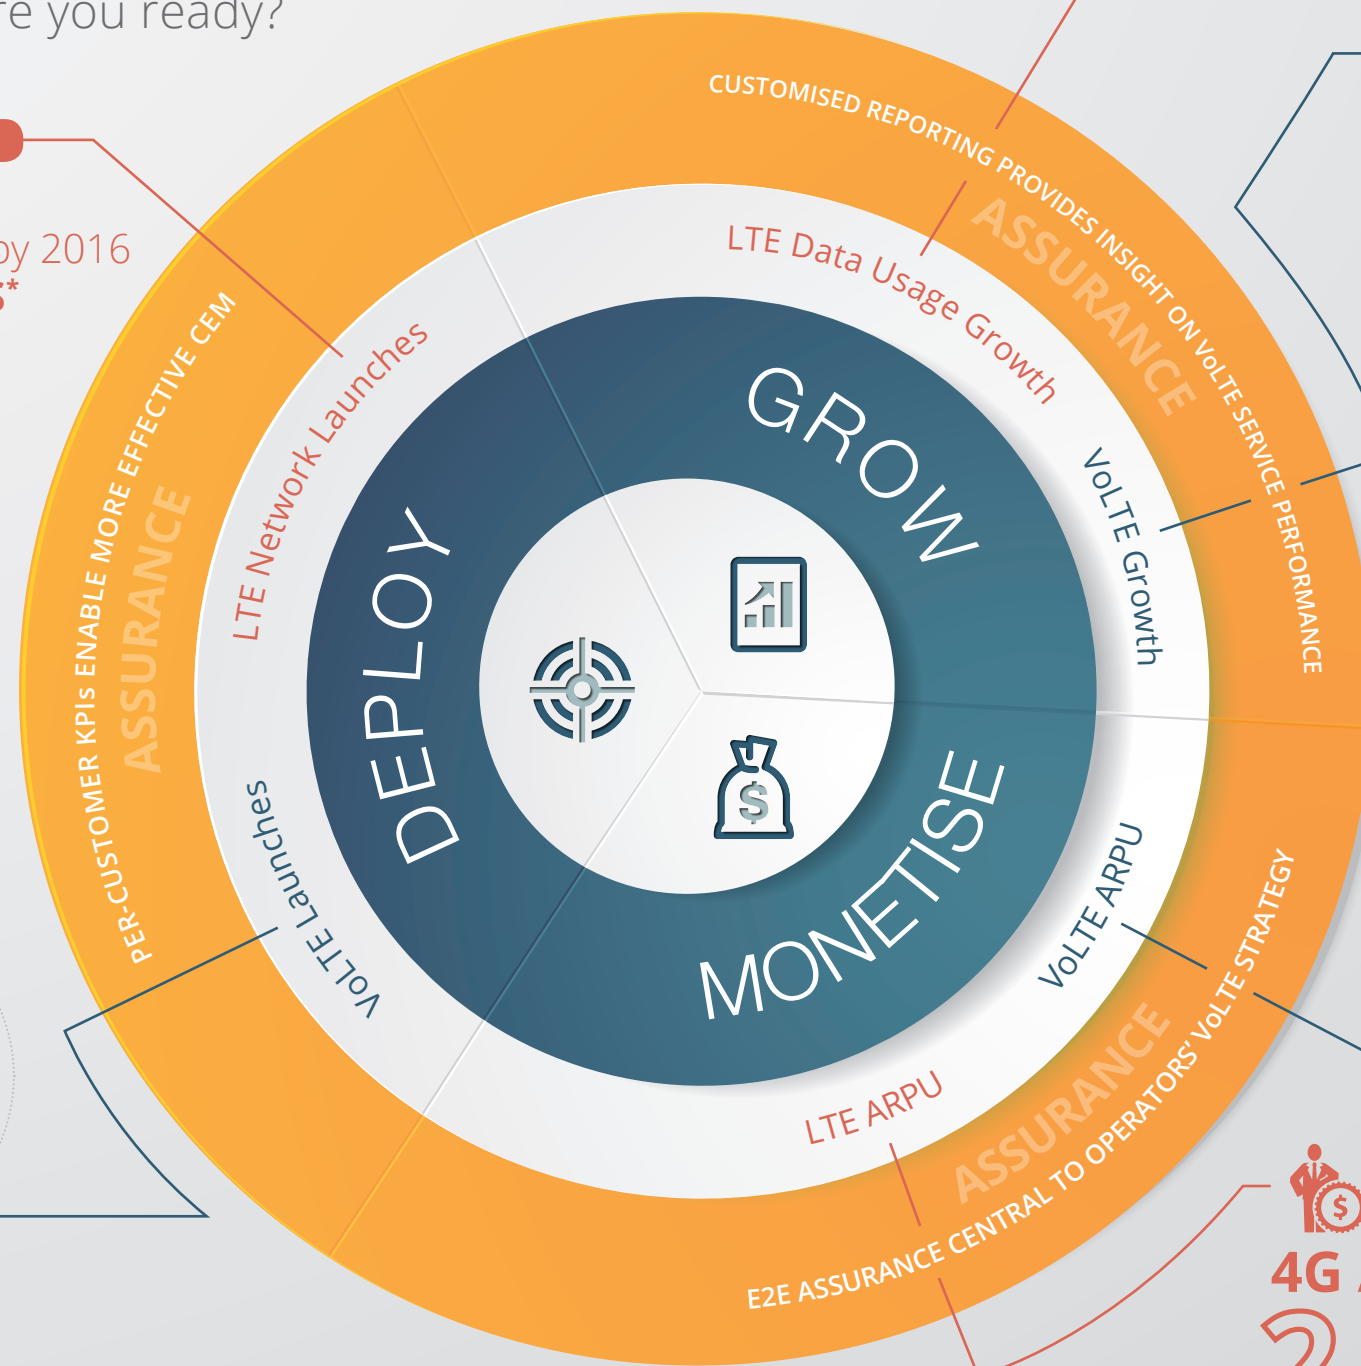 re you ready?
by 2016
CUSTOMISED REPORTING PROVIDES INSIGHT ON VoLTE SERVICE PERFORMANCE
ASSURANCE
LTE Data Usage Growth
VoLTE Growth
GROW
PER-CUSTOMER KPIs ENABLE MORE EFFECTIVE CEM
ASSURANCE
LTE Network Launches
VoLTE Launches
DEPLOY
MONETISE
$
VoLTE ARPU
LTE ARPU
ASSURANCE
E2E ASSURANCE CENTRAL TO OPERATORS’ VoLTE STRATEGY
$
4G
2